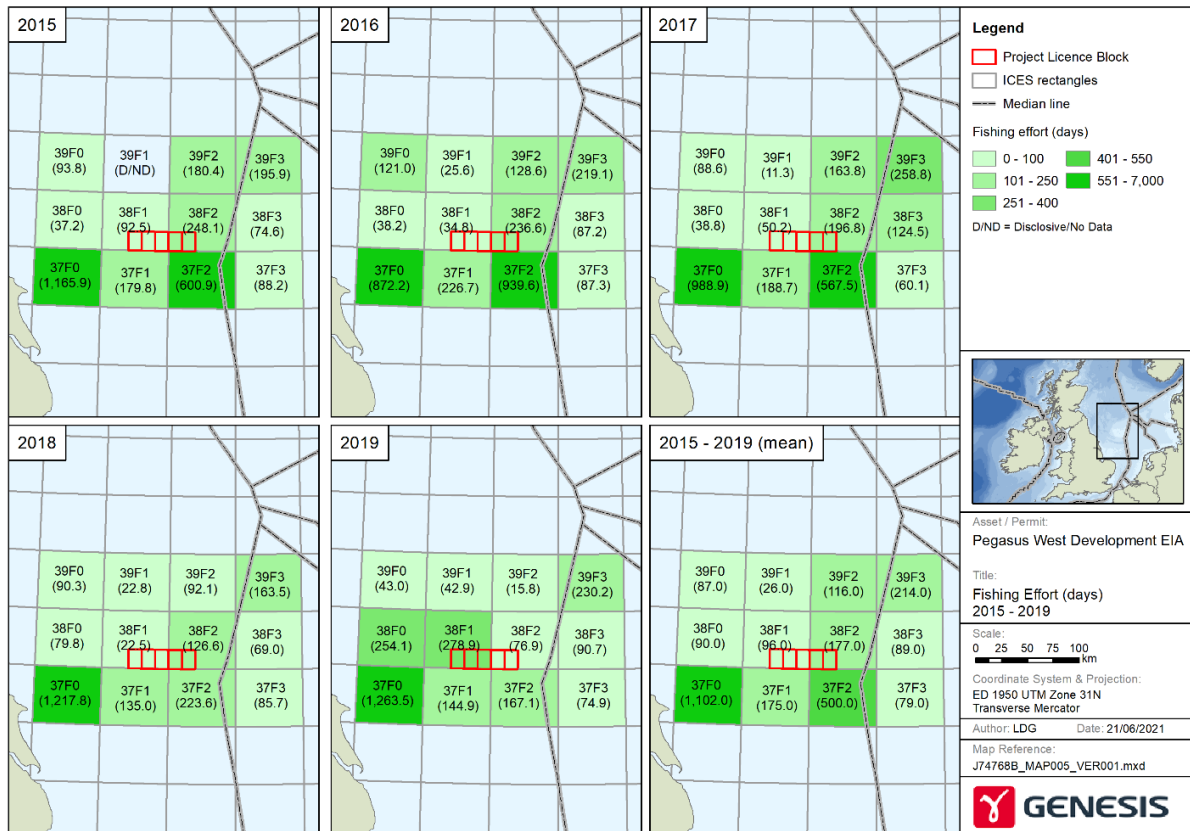 2015
39F0
(93.8)
39F1
(D/ND)
39F2
(180.4)
39F3
(195.9)
38F0
(37.2)
38F1
(92.5)
38F2
(248.1)
38F3
(74.6)
37F0
(1,165.9)
37F1
(179.8)
37F2
(600.9)
37F3
(88.2)
2016
39F0
(121.0)
39F1
(25.6)
39F2
(128.6)
39F3
(219.1)
38F0
(38.2)
38F1
(34.8)
38F2
(236.6)
38F3
(87.2)
37F0
(872.2)
37F1
(226.7)
37F2
(939.6)
37F3
(87.3)
2017
39F0
(88.6)
39F1
(11.3)
39F2
(163.8)
39F3
(258.8)
38F0
(38.8)
38F1
(50.2)
38F2
(196.8)
38F3
(124.5)
37F0
(988.9)
37F1
(188.7)
37F2
(567.5)
37F3
(60.1)
2018
39F0
(90.3)
39F1
(22.8)
39F2
(92.1)
39F3
(163.5)
38F0
(79.8)
38F1
(22.5)
38F2
(126.6)
38F3
(69.0)
37F0
(1,217.8)
37F1
(135.0)
37F2
(223.6)
37F3
(85.7)
2019
39F0
(43.0)
39F1
(42.9)
39F2
(15.8)
39F3
(230.2)
38F0
(254.1)
38F1
(278.9)
38F2
(76.9)
38F3
(90.7)
37F0
(1,263.5)
37F1
(144.9)
37F2
(167.1)
37F3
(74.9)
2015 - 2019 (mean)
39F0
(87.0)
39F1
(26.0)
39F2
(116.0)
39F3
(214.0)
38F0
(90.0)
38F1
(96.0)
38F2
(177.0)
38F3
(89.0)
37F0
(1,102.0)
37F1
(175.0)
37F2
(500.0)
37F3
(79.0)
Legend
Project Licence Block
ICES rectangles
Median line
Fishing effort (days)
0 - 100
401 - 550
101 - 250
551 - 7,000
251 - 400
D/ND = Disclosive/No Data
Asset / Permit:
Pegasus West Development EIA
Title:
Fishing Effort (days)
2015 - 2019
Scale:
0 25 50 75 100
km
Coordinate System & Projection:
ED 1950 UTM Zone 31N
Transverse Mercator
Author: LDG Date: 21/06/2021
Map Reference:
J74768B_MAP005_VER001.mxd
GENESIS